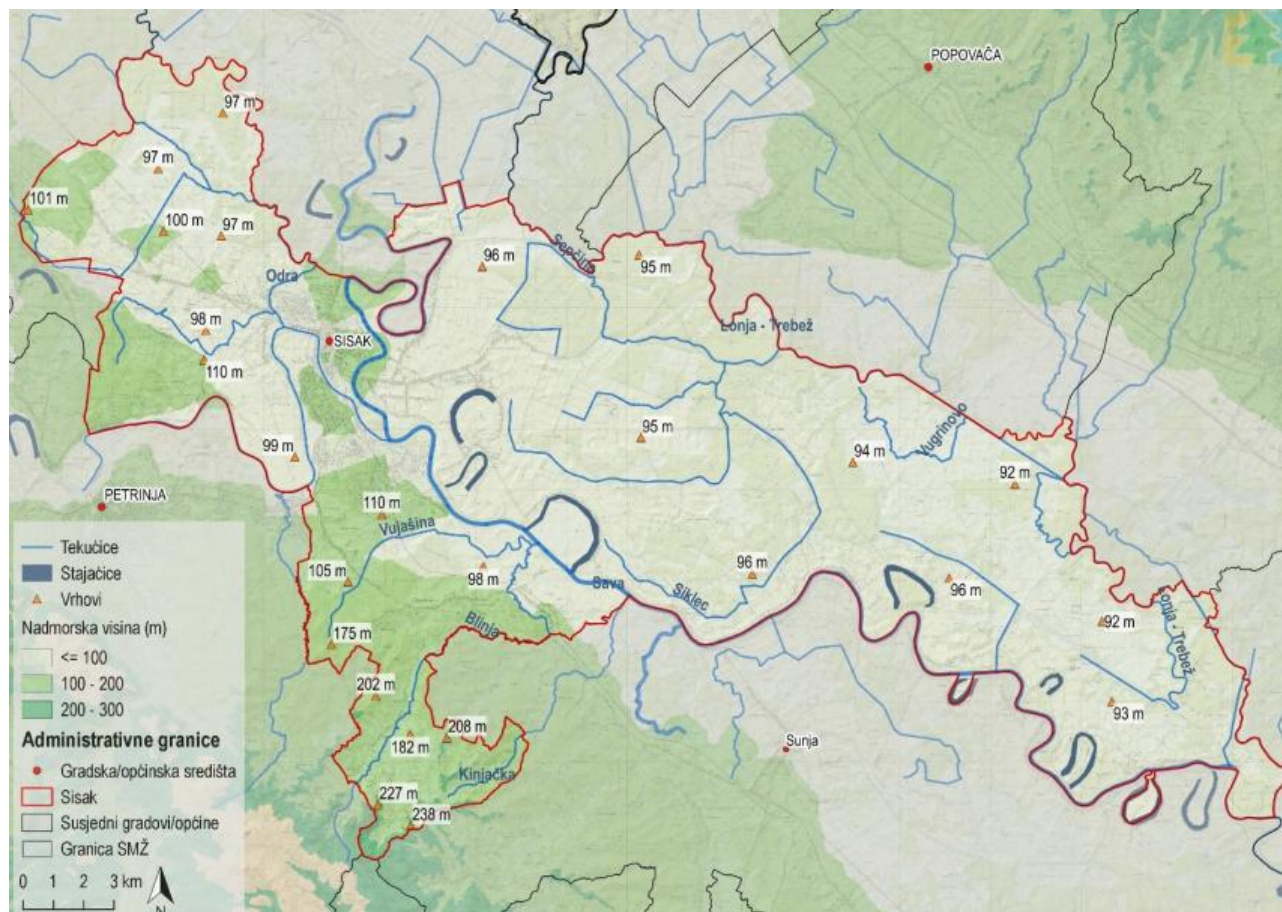 POPOVAČA
97 m
97 m
101 m
100 m
97 m
Odra
96 m
Sepčina
95 m
98 m
SISAK
Lonja - Trebež
110 m
99 m
95 m
94 m
Vugrinovo
92 m
PETRINJA
110 m
Vujašina
105 m
98 m
Sava
Siklec
96 m
96 m
Blinja
175 m
92 m
Lonja - Trebež
202 m
182 m
208 m
93 m
Sunja
Kinjačka
227 m
238 m
Tekućice
Stajaćice
Vrhovi
Nadmorska visina (m)
<= 100
100 - 200
200 - 300
Administrativne granice
Gradska/općinska središta
Sisak
Susjedni gradovi/općine
Granica SMŽ
0 1 2 3 km
N